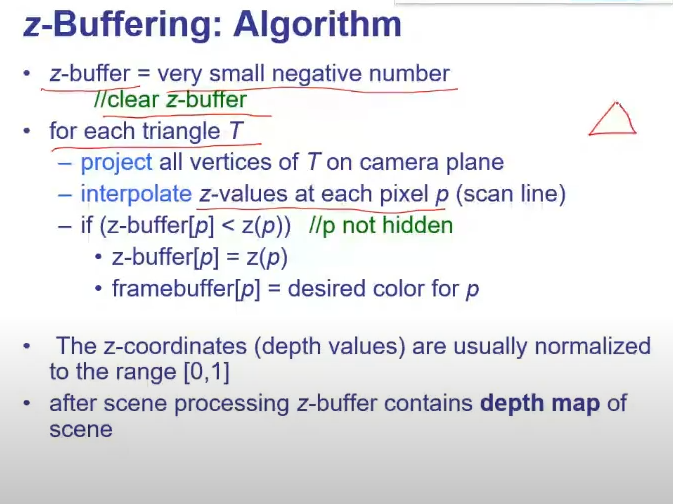 z-Buffering: Algorithm
• z-buffer = very small negative number
//clear z-buffer
• for each triangle T
– project all vertices of T on camera plane
– interpolate z-values at each pixel p (scan line)
– if (z-buffer[p] < z(p)) //p not hidden
• z-buffer[p] = z(p)
• framebuffer[p] = desired color for p
• The z-coordinates (depth values) are usually normalized
to the range [0,1]
• after scene processing z-buffer contains depth map of
scene